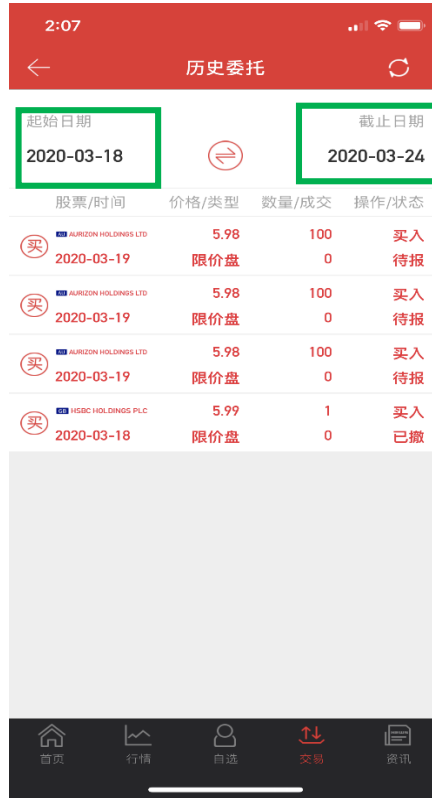 2:07
历史委托
起始日期 截止日期
2020-03-18 2020-03-24
股票/时间 价格/类型 数量/成交 操作/状态
买 AU AURIZON HOLDINGS LTD 5.98 100 买入
2020-03-19 限价盘 0 待报
买 AU AURIZON HOLDINGS LTD 5.98 100 买入
2020-03-19 限价盘 0 待报
买 AU AURIZON HOLDINGS LTD 5.98 100 买入
2020-03-19 限价盘 0 待报
买 GB HSBC HOLDINGS PLC 5.99 1 买入
2020-03-18 限价盘 0 已撤
首页 行情 自选 交易 资讯